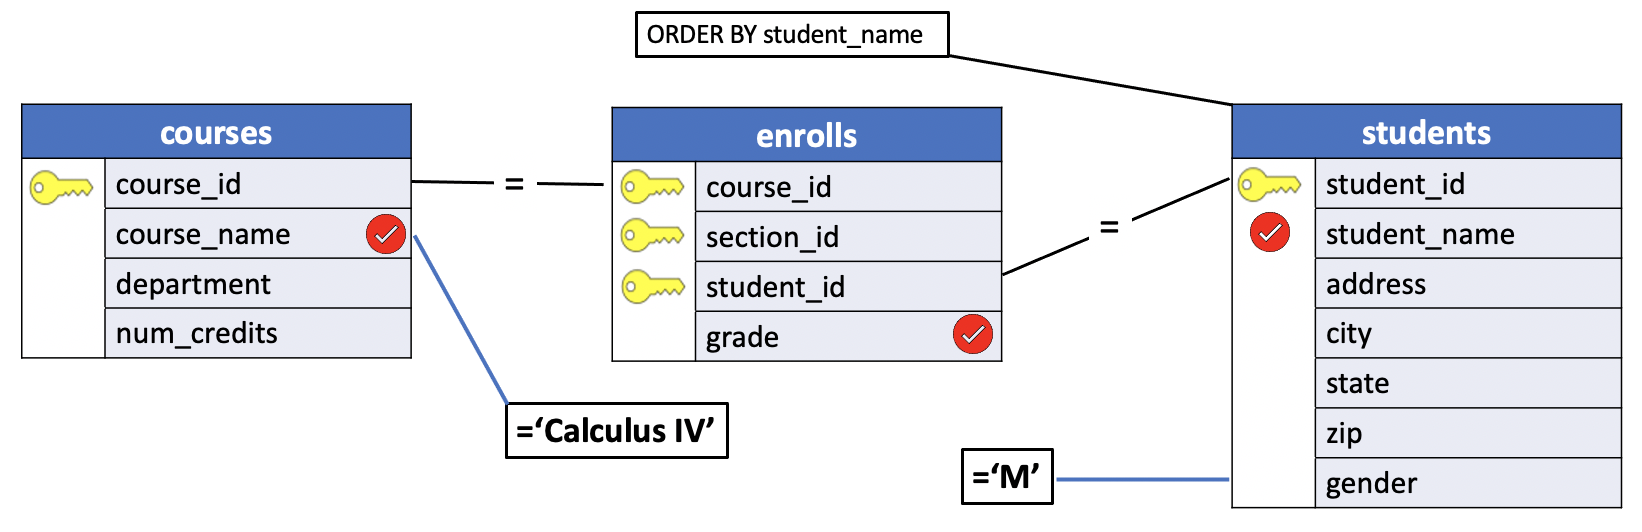 ORDER BY student_name
courses
course_id
course_name
department
num_credits
=
enrolls
course_id
section_id
student_id
grade
=
students
student_id
student_name
address
city
state
zip
gender
=‘Calculus IV’
=‘M’